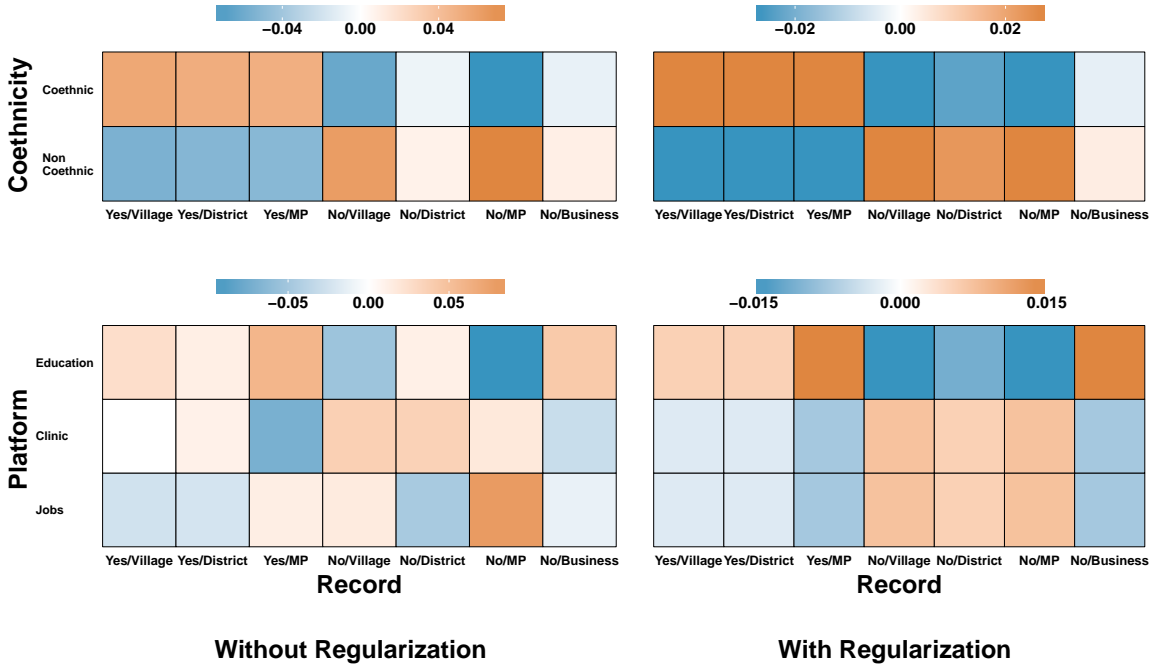 −0.04 0.00 0.04
−0.02 0.00 0.02
Coethnicity
Coethnic
Non
Coethnic
Yes/Village Yes/District Yes/MP No/Village No/District No/MP No/Business
Yes/Village Yes/District Yes/MP No/Village No/District No/MP No/Business
−0.05 0.00 0.05
−0.015 0.000 0.015
Platform
Education
Clinic
Jobs
Yes/Village Yes/District Yes/MP No/Village No/District No/MP No/Business
Yes/Village Yes/District Yes/MP No/Village No/District No/MP No/Business
Record
Record
Without Regularization
With Regularization